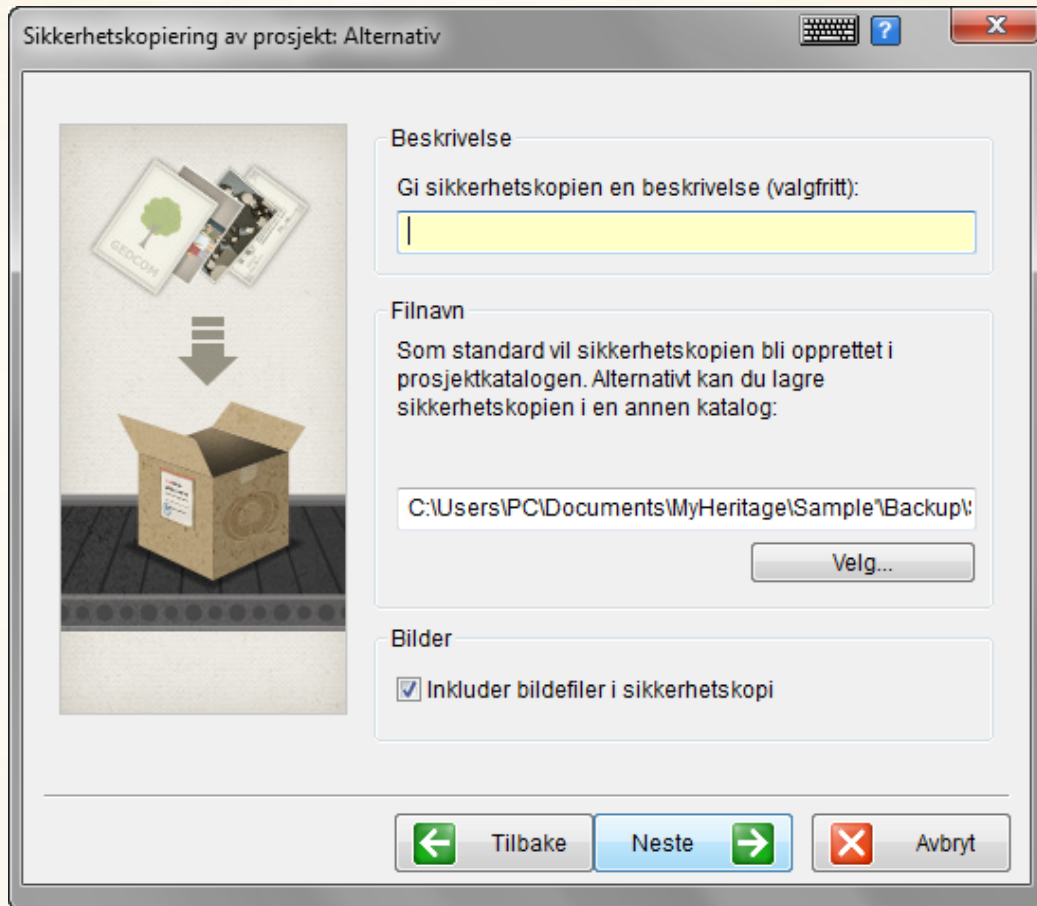 Sikkerhetskopiering av prosjekt: Alternativ
GEDCOM
Beskrivelse
Gi sikkerhetskopien en beskrivelse (valgfritt):
Filnavn
Som standard vil sikkerhetskopien bli opprettet i
prosjektkatalogen. Alternativt kan du lagre
sikkerhetskopien i en annen katalog:
C:\Users\PC\Documents\MyHeritage\Sample'\Backup\
Velg...
Bilder
Inkluder bildefiler i sikkerhetskopi
Tilbake
Neste
Avbryt